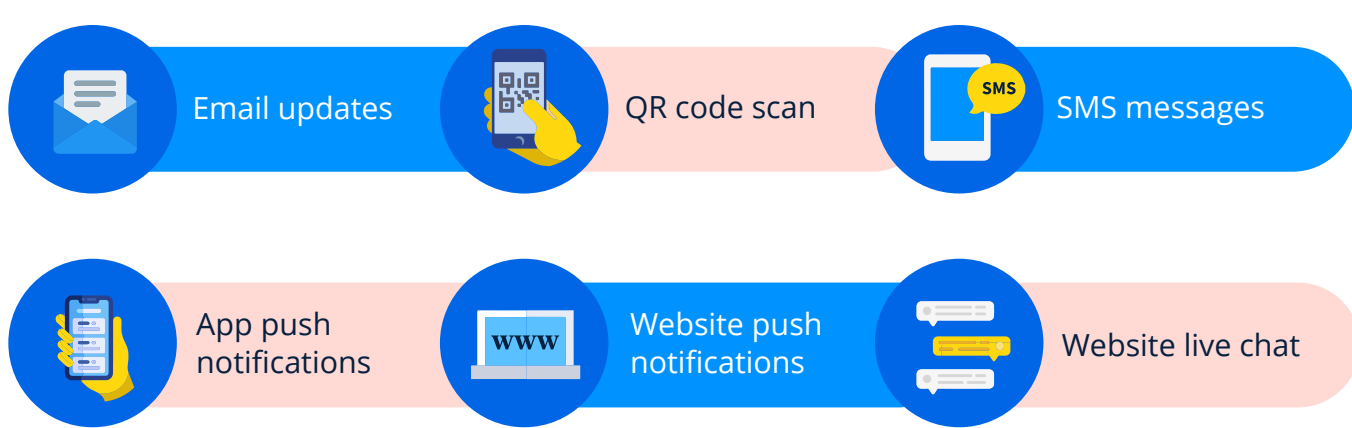 Email updates
QR code scan
SMS
SMS messages
App push
notifications
www
Website push
notifications
Website live chat